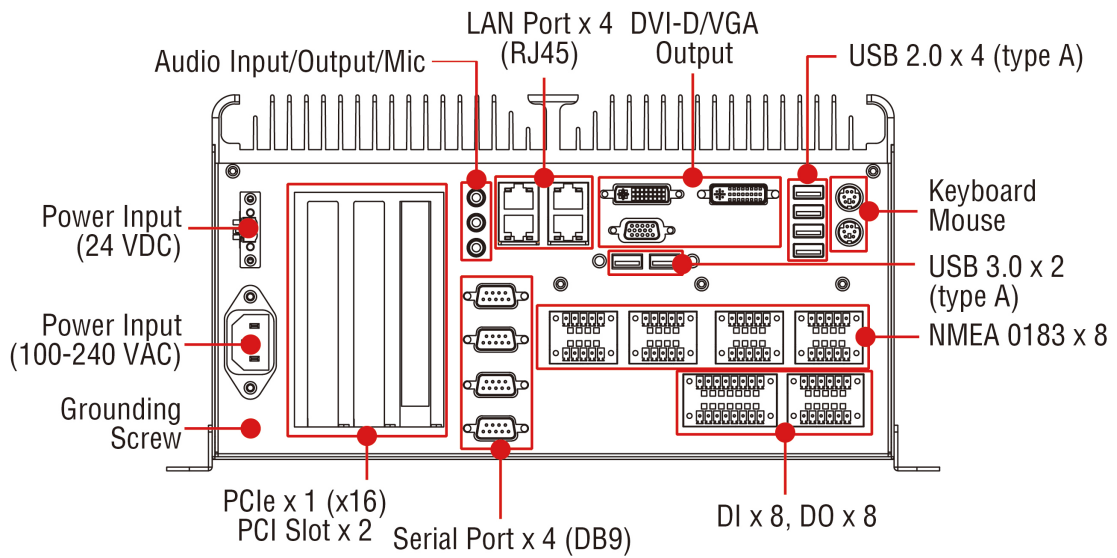 LAN Port x 4
(RJ45)
DVI-D/VGA
Output
Audio Input/Output/Mic
USB 2.0 x 4 (type A)
Power Input
(24 VDC)
Keyboard
Mouse
USB 3.0 x 2
(type A)
Power Input
(100-240 VAC)
NMEA 0183 x 8
Grounding
Screw
PCIe x 1 (x16)
PCI Slot x 2
Serial Port x 4 (DB9)
DI x 8, DO x 8